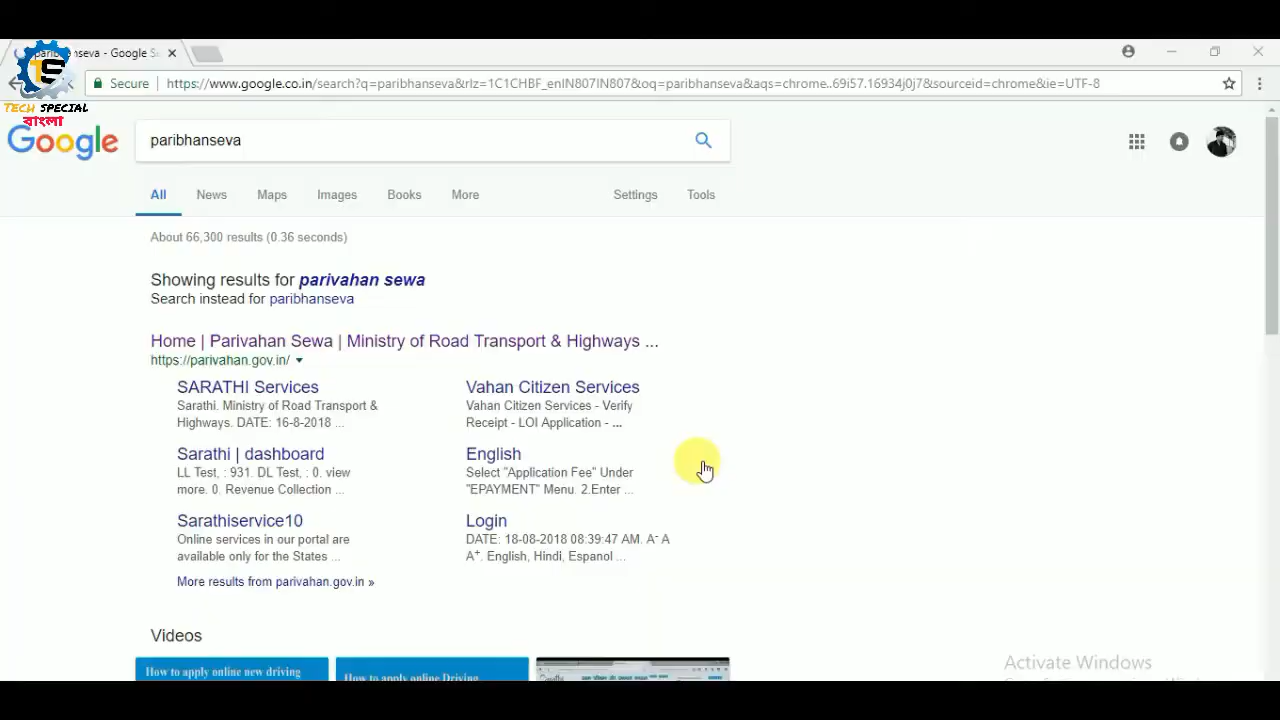 paribhanseva - Google Se
TS
TECH SPECIAL
বাংলা
Secure https://www.google.co.in/search?q=paribhanseva&rlz=1C1CHBF_enIN807IN807&oq=paribhanseva&aqs=chrome..69i57.16934j0j7&sourceid=chrome&ie=UTF-8
Google
paribhanseva
All News Maps Images Books More Settings Tools
About 66,300 results (0.36 seconds)
Showing results for parivahan sewa
Search instead for paribhanseva
Home | Parivahan Sewa | Ministry of Road Transport & Highways ...
https://parivahan.gov.in/
SARATHI Services
Sarathi. Ministry of Road Transport &
Highways. DATE: 16-8-2018 ...
Vahan Citizen Services
Vahan Citizen Services - Verify
Receipt - LOI Application - ...
Sarathi | dashboard
LL Test, : 931. DL Test, : 0. view
more. 0. Revenue Collection ...
English
Select "Application Fee" Under
"EPAYMENT" Menu. 2.Enter ...
Sarathiservice10
Online services in our portal are
available only for the States ...
Login
DATE: 18-08-2018 08:39:47 AM. A- A
A+. English, Hindi, Espanol ...
More results from parivahan.gov.in »
Videos
How to apply online new driving
How to apply online Driving
Activate Windows